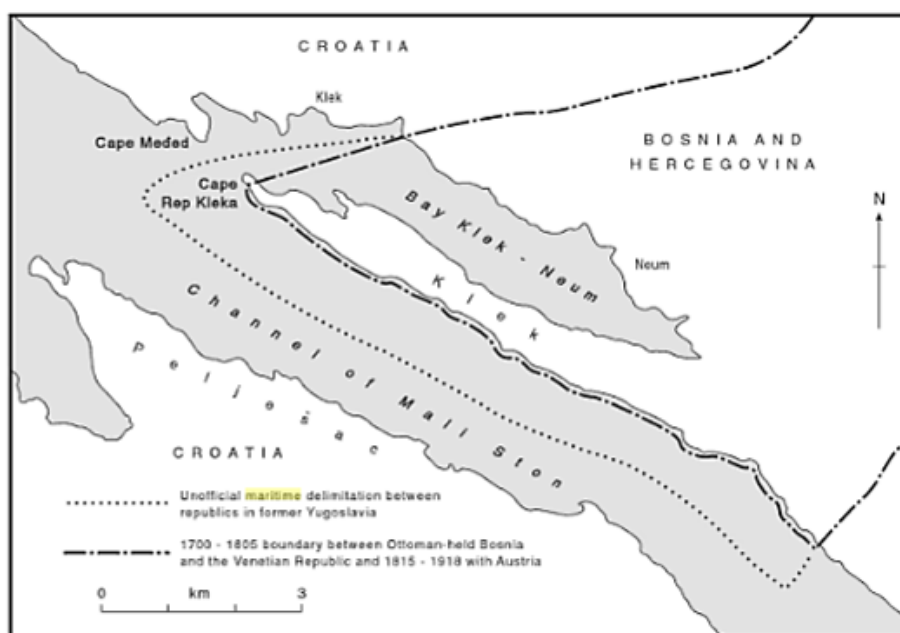 CROATIA
Klek
Cape Međed
BOSNIA AND
HERCEGOVINA
Cape
Rep Kleka
N
Bay Klek - Neum
Neum
Klek
Channel of Mali Ston
Pelješac
CROATIA
Unofficial maritime delimitation between
republics in former Yugoslavia
1700 - 1805 boundary between Ottoman-held Bosnia
and the Venetian Republic and 1815 - 1918 with Austria
0 km 3